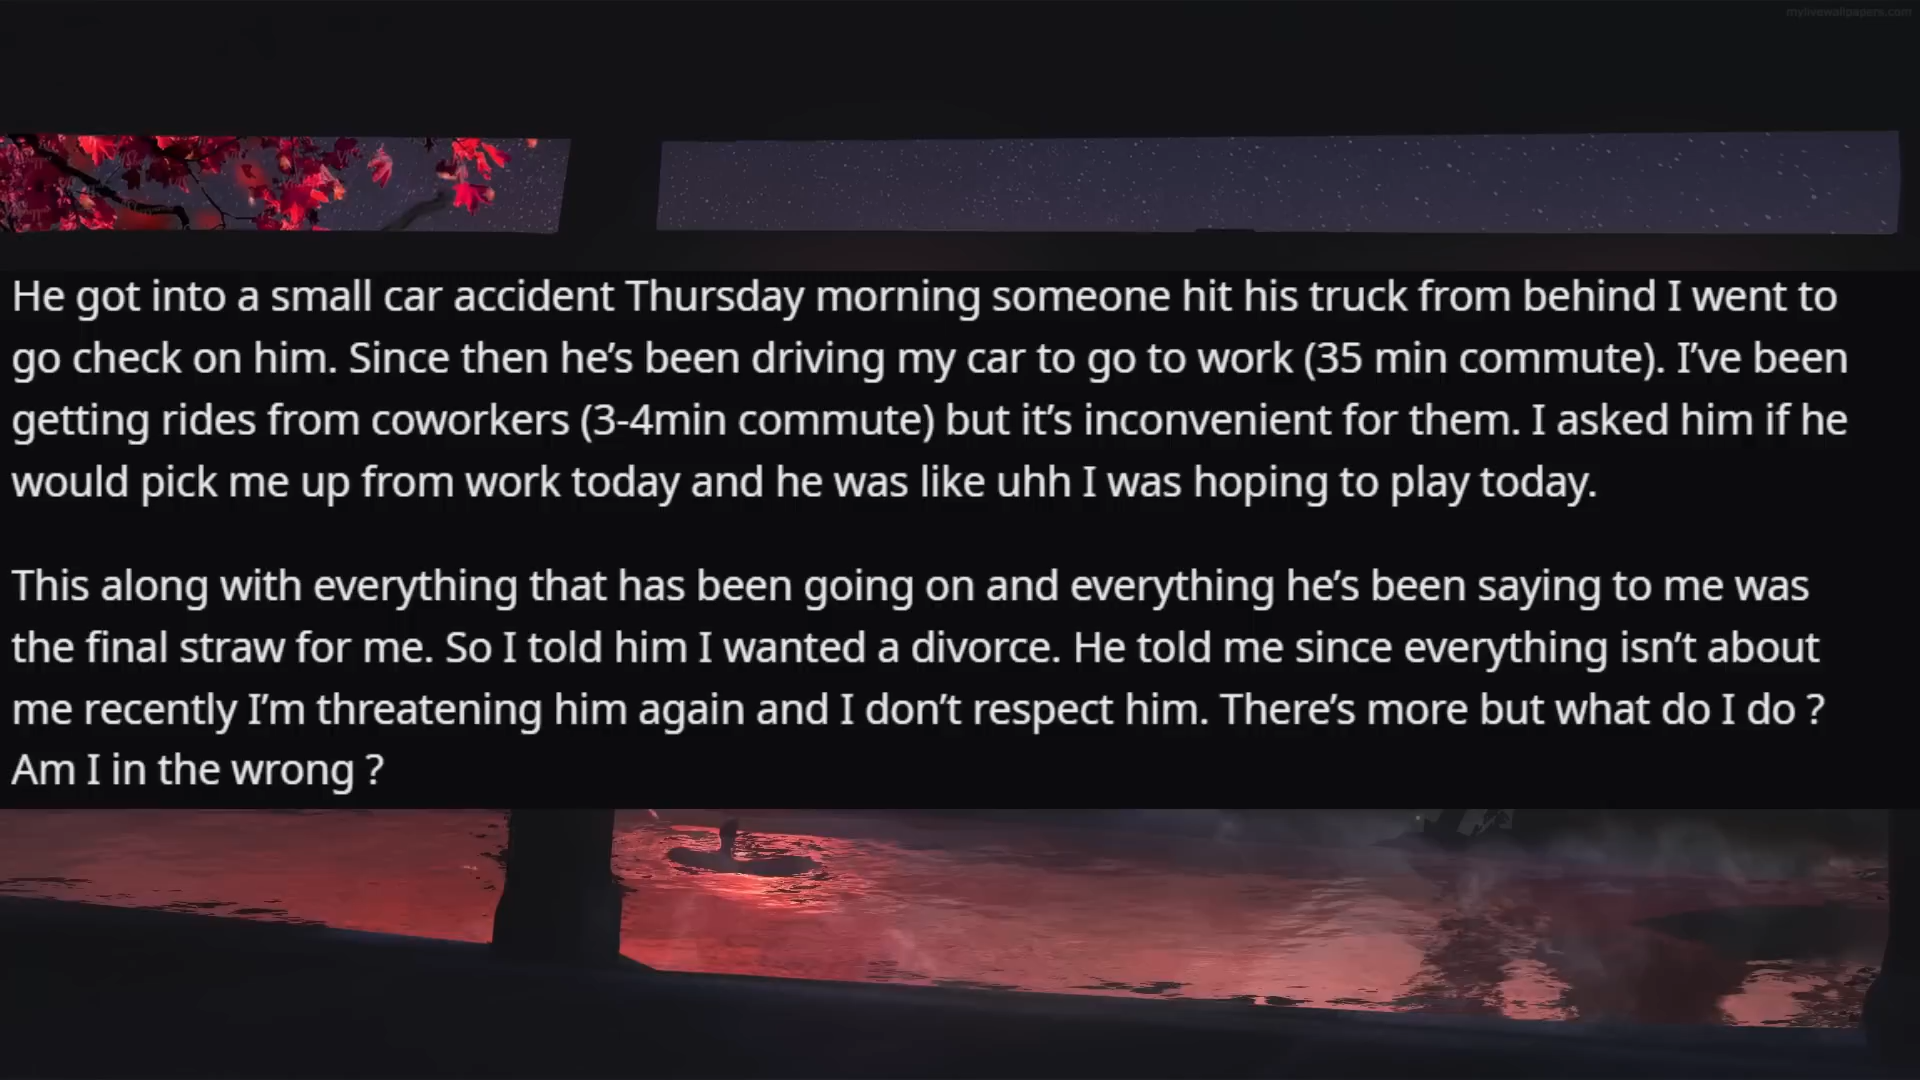 mylivewallpapers.com
He got into a small car accident Thursday morning someone hit his truck from behind I went to
go check on him. Since then he’s been driving my car to go to work (35 min commute). I’ve been
getting rides from coworkers (3-4min commute) but it’s inconvenient for them. I asked him if he
would pick me up from work today and he was like uhh I was hoping to play today.
This along with everything that has been going on and everything he’s been saying to me was
the final straw for me. So I told him I wanted a divorce. He told me since everything isn’t about
me recently I’m threatening him again and I don’t respect him. There’s more but what do I do ?
Am I in the wrong ?